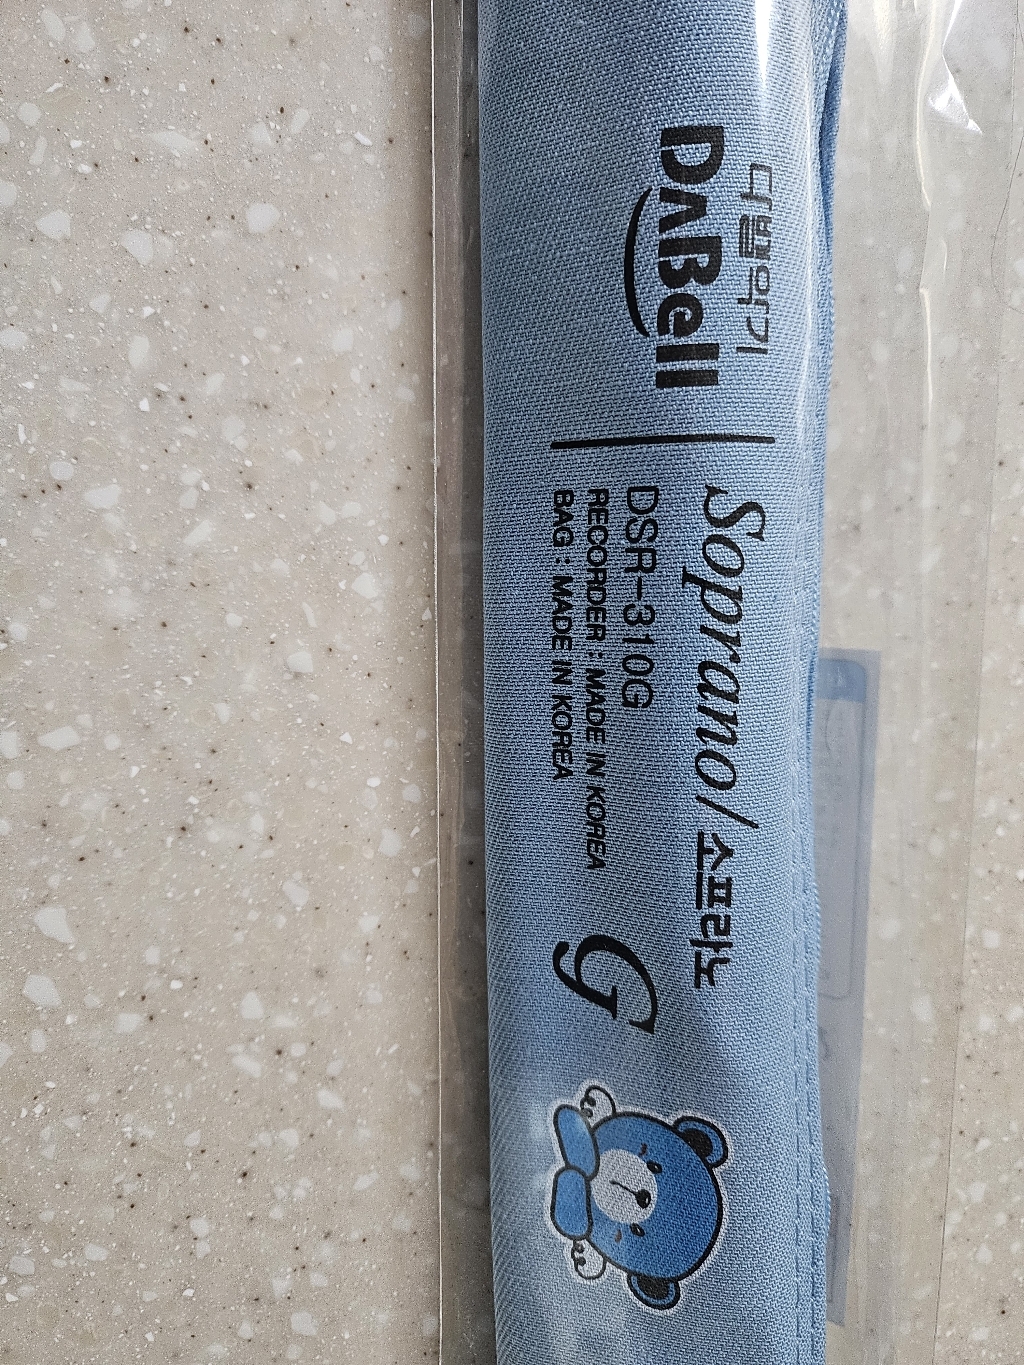 다벨악기
DABell
Soprano/소프라노
DSR-310G
RECORDER : MADE IN KOREA
BAG : MADE IN KOREA
G